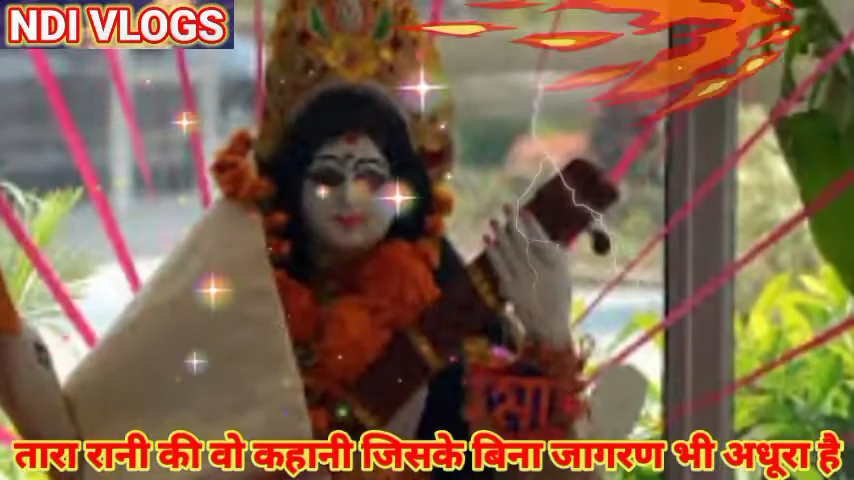 NDI VLOGS
तारा रानी की वो कहानी जिसके बिना जागरण भी अधूरा है